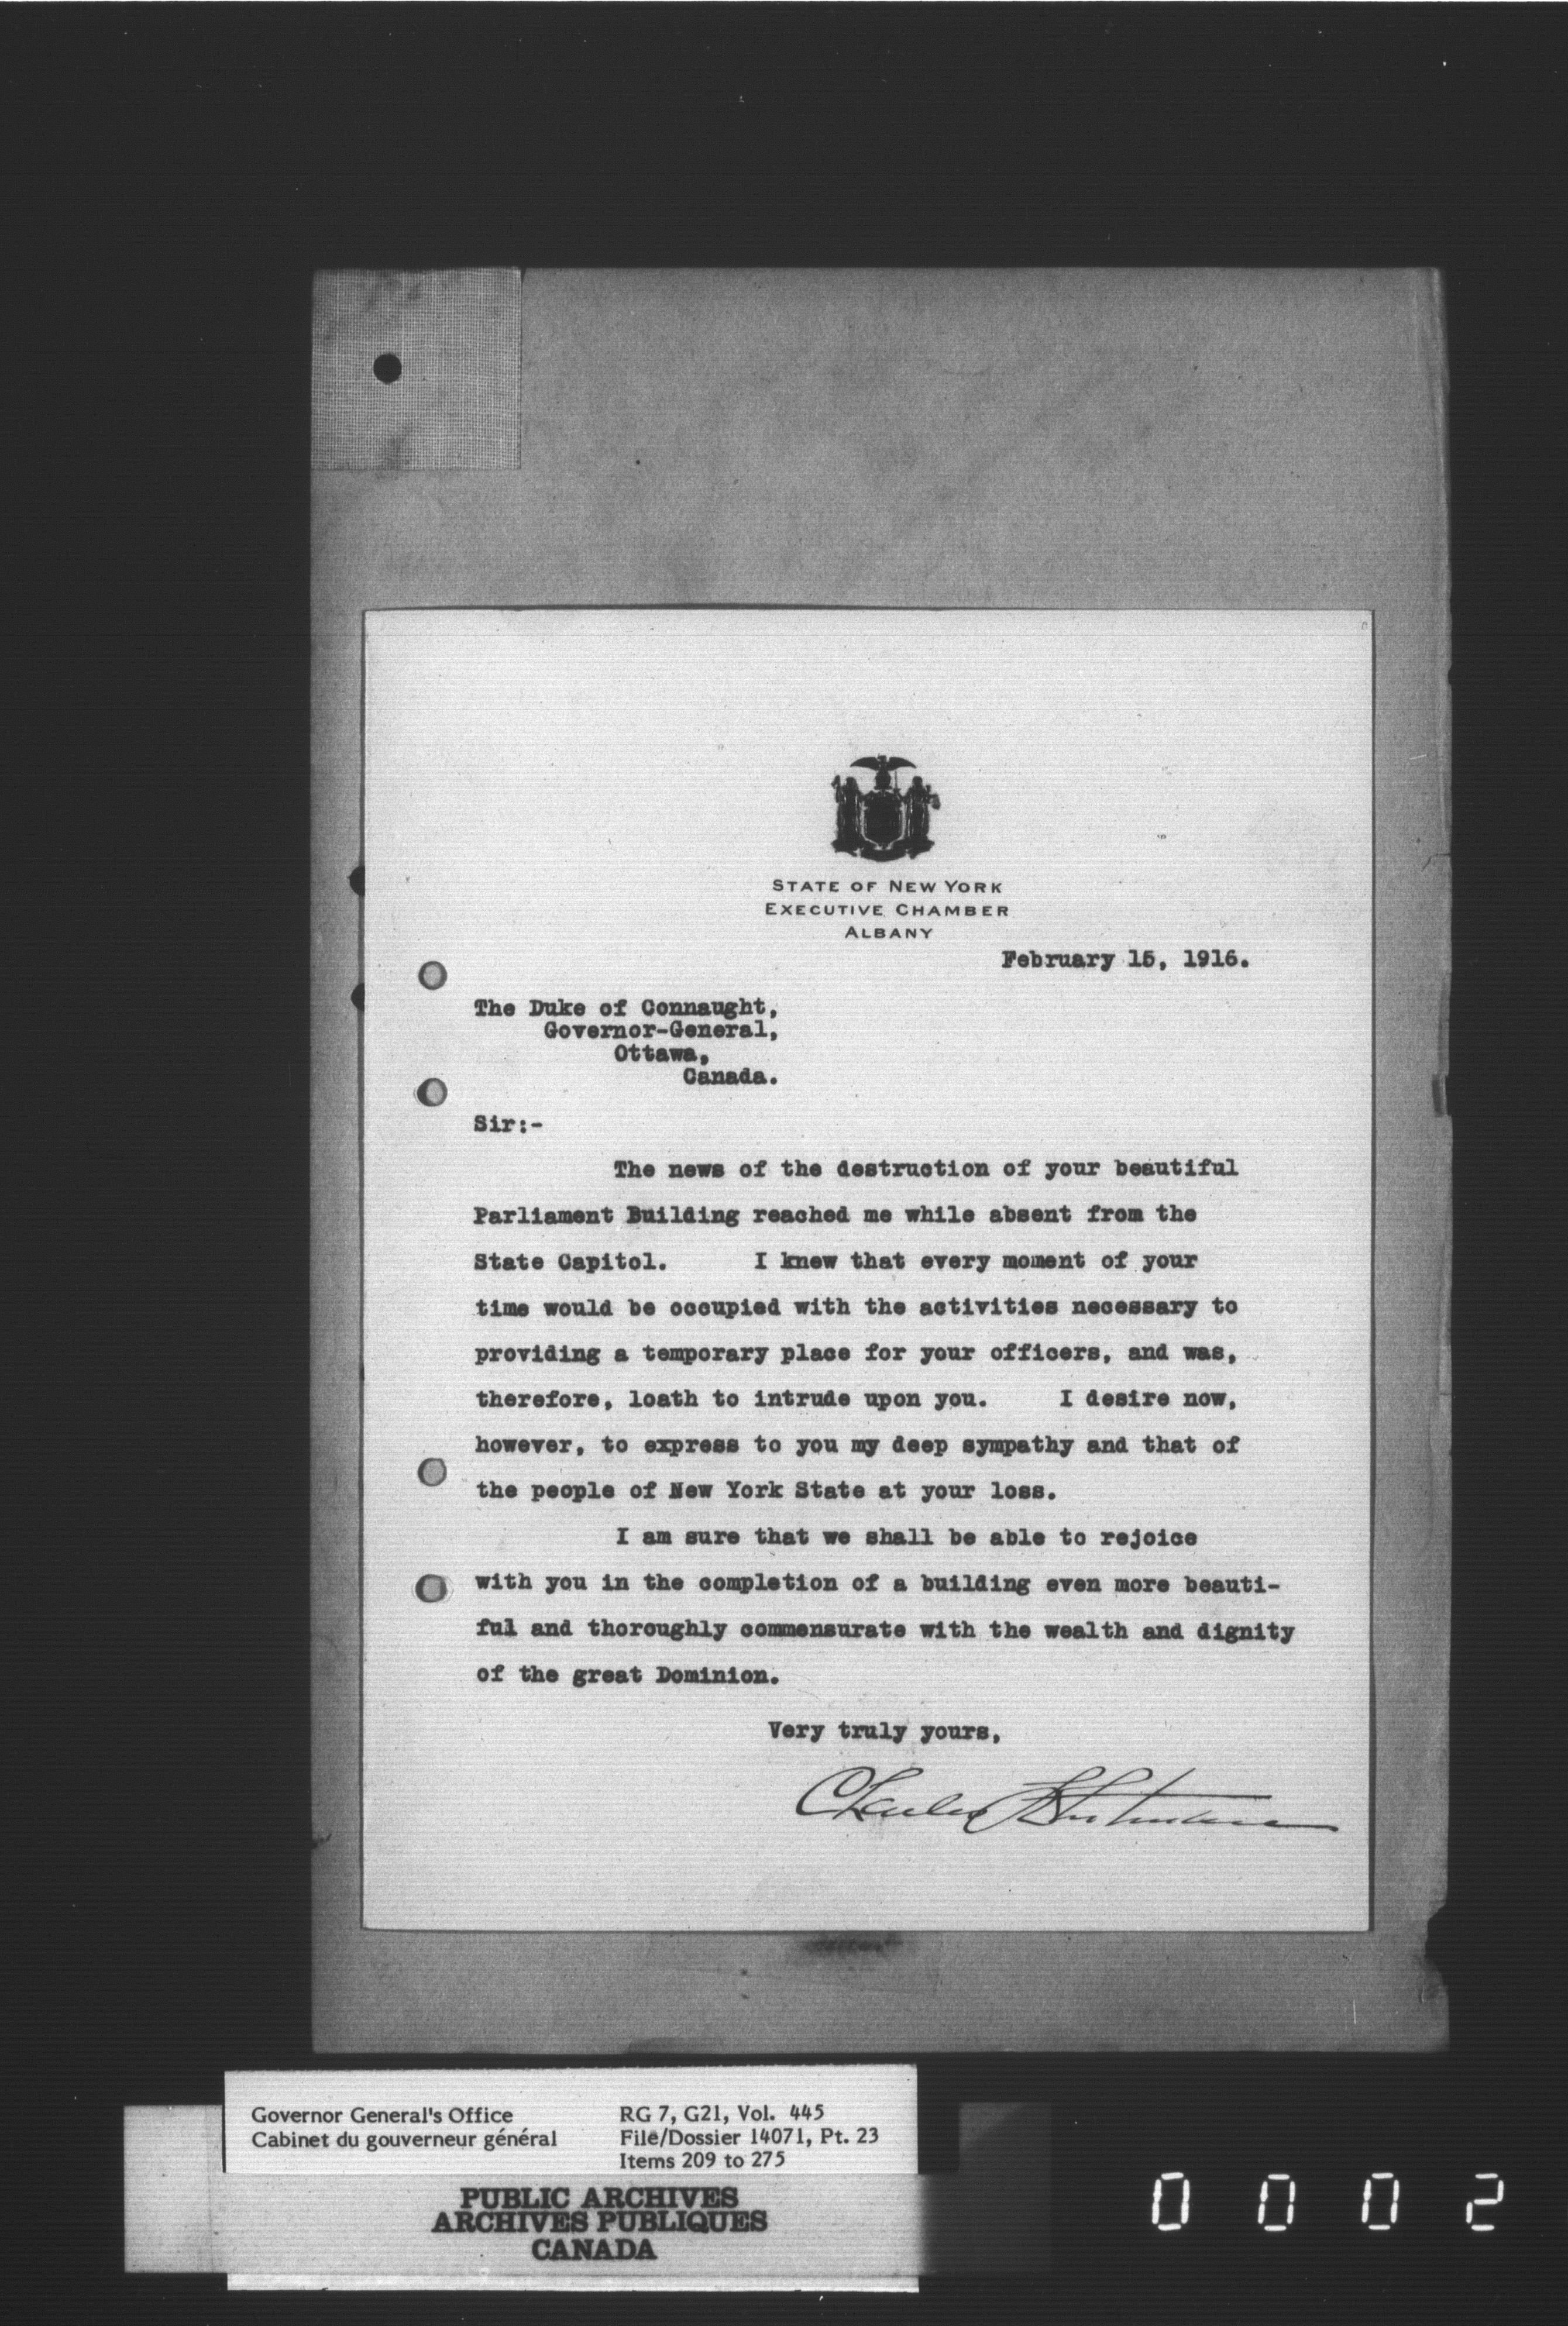 STATE OF NEW YORK
EXECUTIVE CHAMBER
ALBANY
February 15, 1916.
The Duke of Connaught,
Governor-General,
Ottawa,
Canada.
Sir:-
The news of the destruction of your beautiful
Parliament Building reached me while absent from the
State Capitol. I knew that every moment of your
time would be occupied with the activities necessary to
providing a temporary place for your officers, and was,
therefore, loath to intrude upon you. I desire now,
however, to express to you my deep sympathy and that of
the people of New York State at your loss.
I am sure that we shall be able to rejoice
with you in the completion of a building even more beauti-
ful and thoroughly commensurate with the wealth and dignity
of the great Dominion.
Very truly yours,
Charles S Whitman
Governor General's Office
Cabinet du gouverneur général
RG 7, G21, Vol. 445
File/Dossier 14071, Pt. 23
Items 209 to 275
PUBLIC ARCHIVES
ARCHIVES PUBLIQUES
CANADA
0002